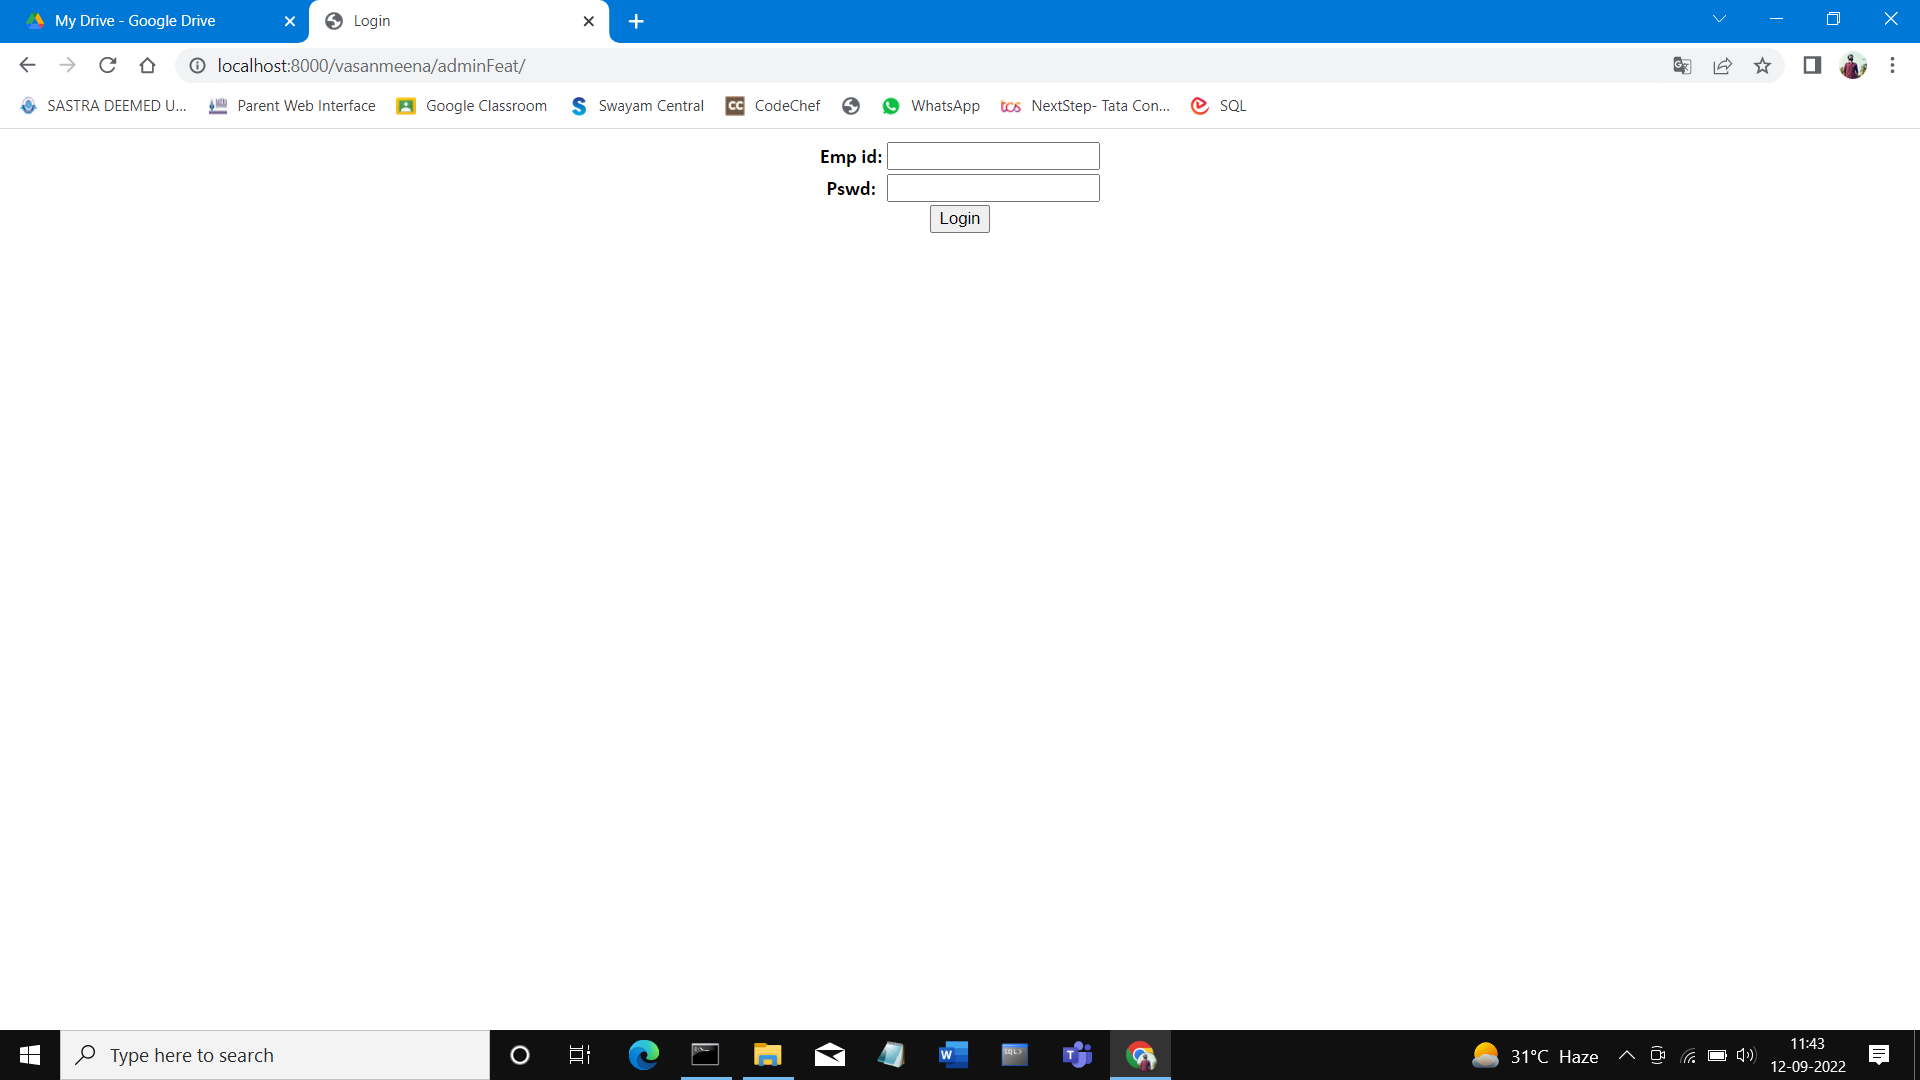 My Drive - Google Drive
Login
localhost:8000/vasanmeena/adminFeat/
SASTRA DEEMED U... Parent Web Interface Google Classroom Swayam Central CC CodeChef WhatsApp tcs NextStep- Tata Con... SQL
Emp id:
Pswd:
Login
Type here to search
31°C Haze
11:43
12-09-2022